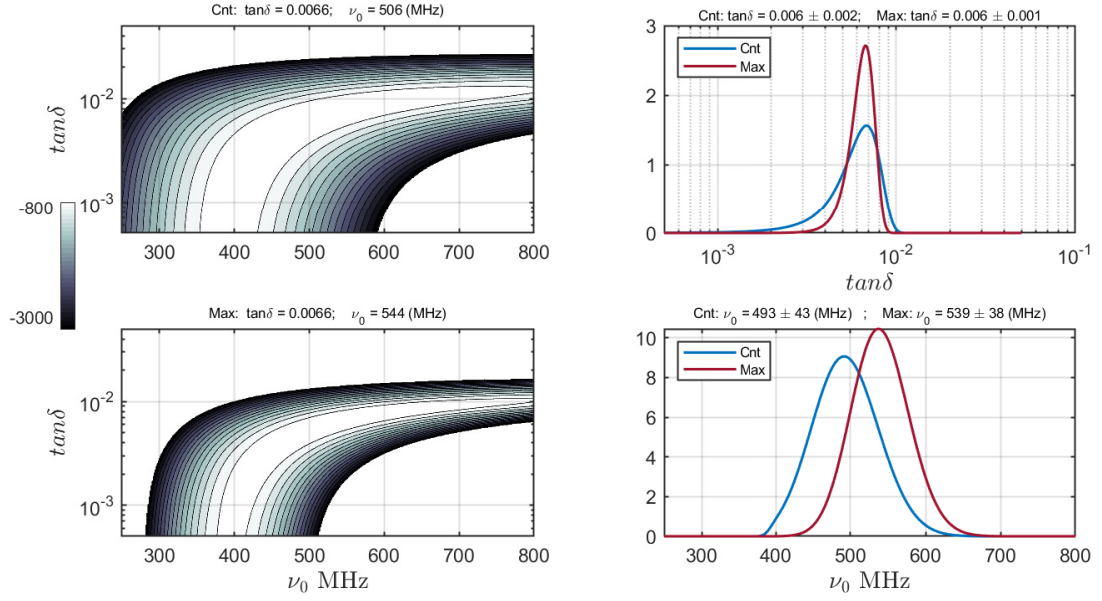 Cnt: tanδ = 0.0066; ν0 = 506 (MHz)
tanδ
10-2
10-3
300 400 500 600 700 800
-800
-3000
Cnt: tanδ = 0.006 ± 0.002; Max: tanδ = 0.006 ± 0.001
Cnt
Max
3
2
1
0
10-3 10-2 10-1
tanδ
Max: tanδ = 0.0066; ν0 = 544 (MHz)
tanδ
10-2
10-3
300 400 500 600 700 800
ν0 MHz
Cnt: ν0 = 493 ± 43 (MHz) ; Max: ν0 = 539 ± 38 (MHz)
Cnt
Max
10
8
6
4
2
0
300 400 500 600 700 800
ν0 MHz